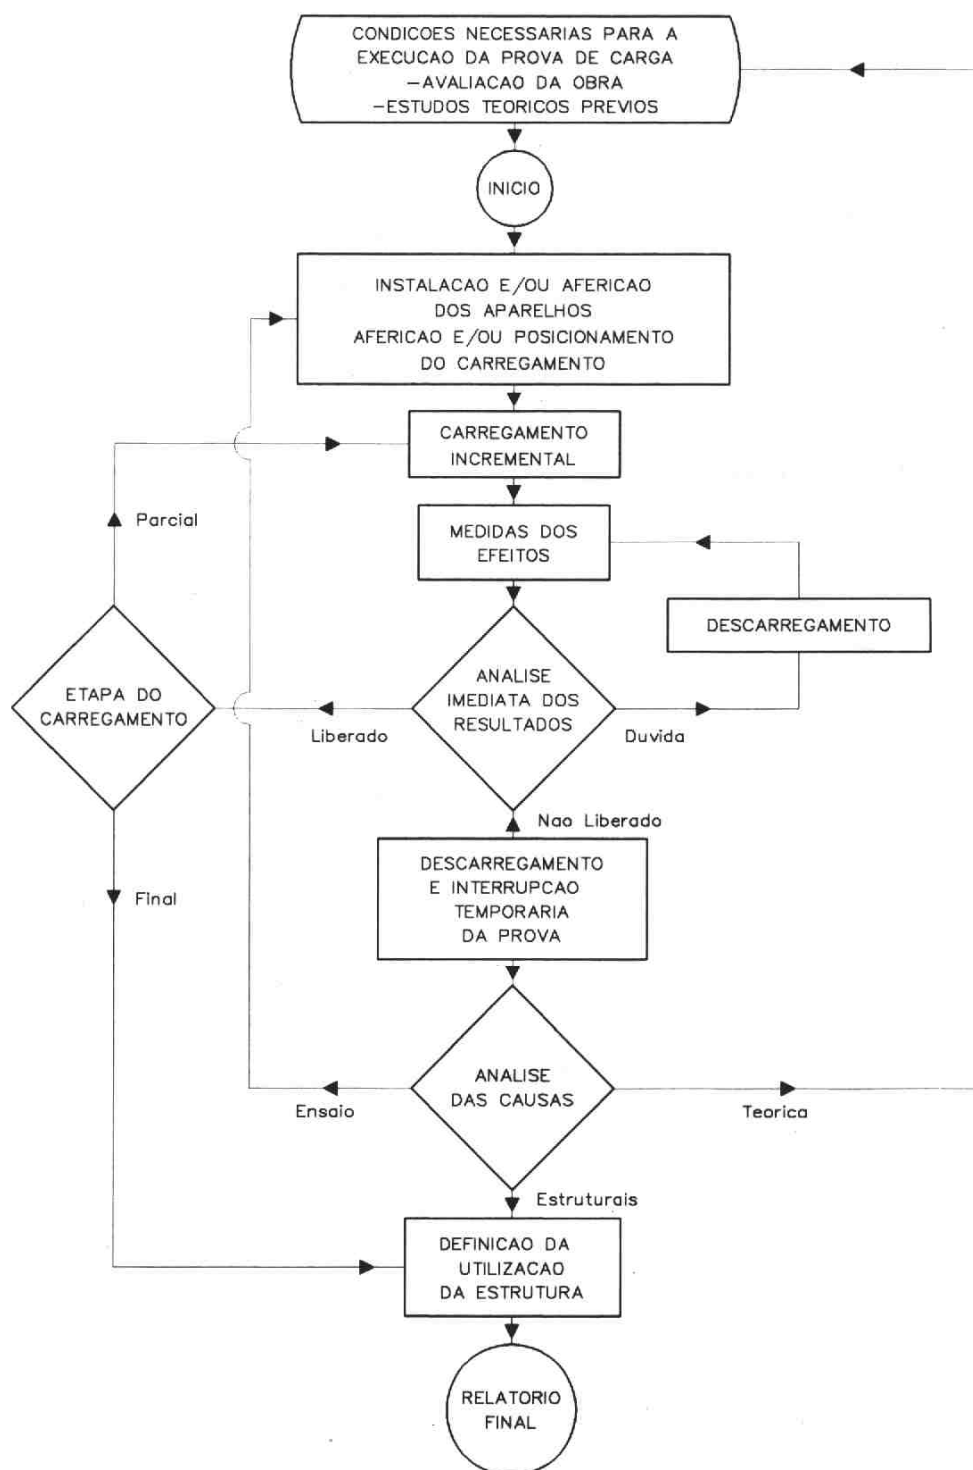 CONDICOES NECESSARIAS PARA A
EXECUCAO DA PROVA DE CARGA
-AVALIACAO DA OBRA
-ESTUDOS TEORICOS PREVIOS
INICIO
INSTALACAO E/OU AFERICAO
DOS APARELHOS
AFERICAO E/OU POSICIONAMENTO
DO CARREGAMENTO
CARREGAMENTO
INCREMENTAL
Parcial
MEDIDAS DOS
EFEITOS
DESCARREGAMENTO
ETAPA DO
CARREGAMENTO
ANALISE
IMEDIATA DOS
RESULTADOS
Liberado
Duvida
Nao Liberado
DESCARREGAMENTO
E INTERRUPCAO
TEMPORARIA
DA PROVA
Final
ANALISE
DAS CAUSAS
Ensaio
Teorica
Estruturais
DEFINICAO DA
UTILIZACAO
DA ESTRUTURA
RELATORIO
FINAL